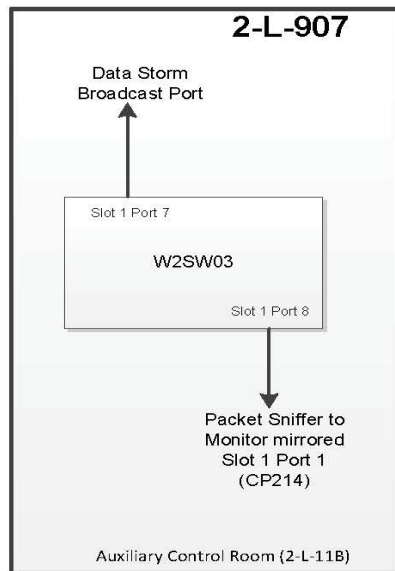 2-L-907
Data Storm
Broadcast Port
Slot 1 Port 7
W2SW03
Slot 1 Port 8
Packet Sniffer to
Monitor mirrored
Slot 1 Port 1
(CP214)
Auxiliary Control Room (2-L-11B)